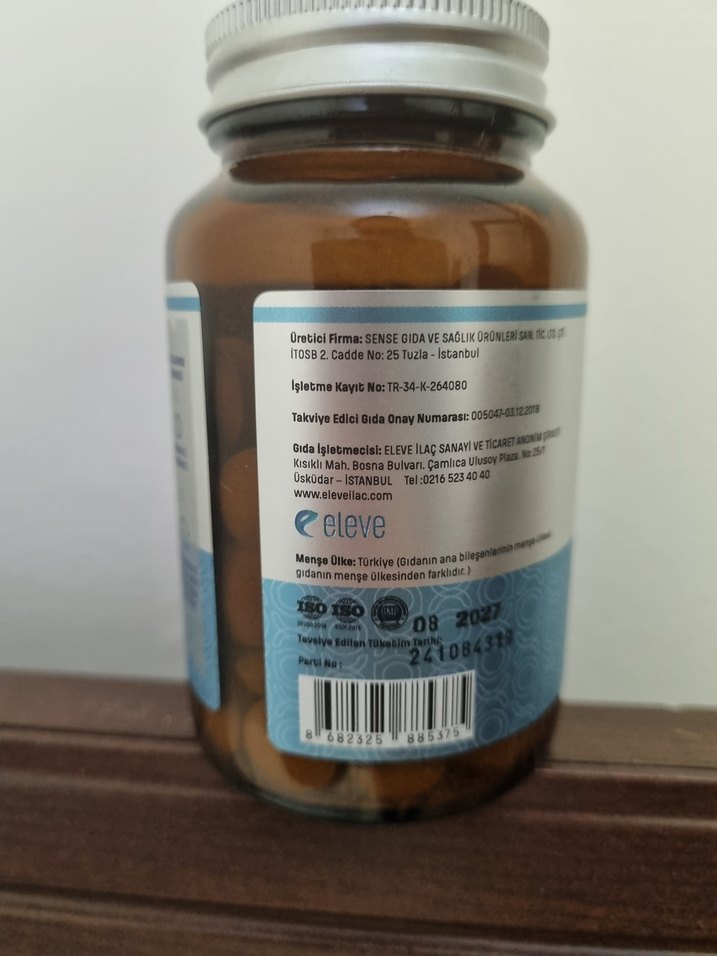 Üretici Firma: SENSE GIDA VE SAĞLIK ÜRÜNLERİ SAN. TİC. LTD. ŞTİ.
İTOSB 2. Cadde No: 25 Tuzla - İstanbul
İşletme Kayıt No: TR-34-K-264080
Takviye Edici Gıda Onay Numarası: 005047-03.12.2018
Gıda İşletmecisi: ELEVE İLAÇ SANAYİ VE TİCARET ANONİM ŞİRKETİ
Kısıklı Mah. Bosna Bulvarı. Çamlıca Ulusoy Plaza. No: 25/1
Üsküdar – İSTANBUL Tel :0216 523 40 40
www.eleveilac.com
eleve
Menşe Ülke: Türkiye (Gıdanın ana bileşenlerinin menşe ülkesi
gıdanın menşe ülkesinden farklıdır. )
ISO ISO GMP
08 2027
Tavsiye Edilen Tüketim Tarihi:
241084319
Parti No :
8 682325 885375